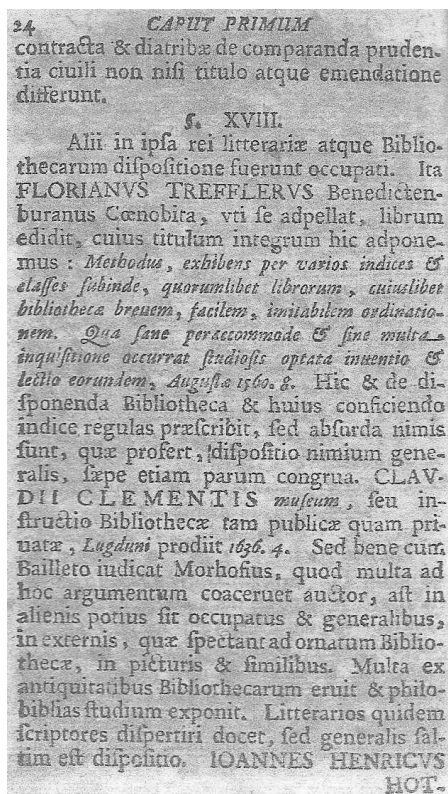 24 CAPUT PRIMUM
contracta & diatribæ de comparanda pruden-
tia ciuili non niſi titulo atque emendatione
differunt.
§. XVIII.
Alii in ipſa rei litterariæ atque Biblio-
thecarum diſpoſitione fuerunt occupati. Ita
FLORIANVS TREFFLERVS Benedicten-
buranus Cœnobita, vti ſe adpellat, librum
edidit, cuius titulum integrum hic adpone-
mus: Methodus, exhibens per varios indices &
claſſes ſubinde, quorumlibet librorum, cuiuslibet
bibliothecæ breuem, facilem, imitabilem ordinatio-
nem. Qua ſane peraccommode & ſine multa
inquiſitione occurrat ſtudioſis optata inuentio &
lectio eorundem, Auguſtæ 1560. 8. Hic & de di-
ſponenda Bibliotheca & huius conficiendo
indice regulas præſcribit, ſed abſurda nimis
ſunt, quæ profert, diſpoſitio nimium gene-
ralis, ſæpe etiam parum congrua. CLAV-
DII CLEMENTIS muſeum, ſeu in-
ſtructio Bibliothecæ tam publicæ quam pri-
uatæ, Lugduni prodiit 1636. 4. Sed bene cum
Bailleto iudicat Morhofius, quod multa ad
hoc argumentum coaceruet auctor, aſt in
alienis potius ſit occupatus & generalibus,
in externis, quæ ſpectant ad ornatum Biblio-
thecæ, in picturis & ſimilibus. Multa ex
antiquitatibus Bibliothecarum eruit & philo-
biblias ſtudium exponit. Litterarios quidem
ſcriptores diſpertiri docet, ſed generalis ſal-
tim eſt diſpoſitio. IOANNES HENRICVS
HOT-